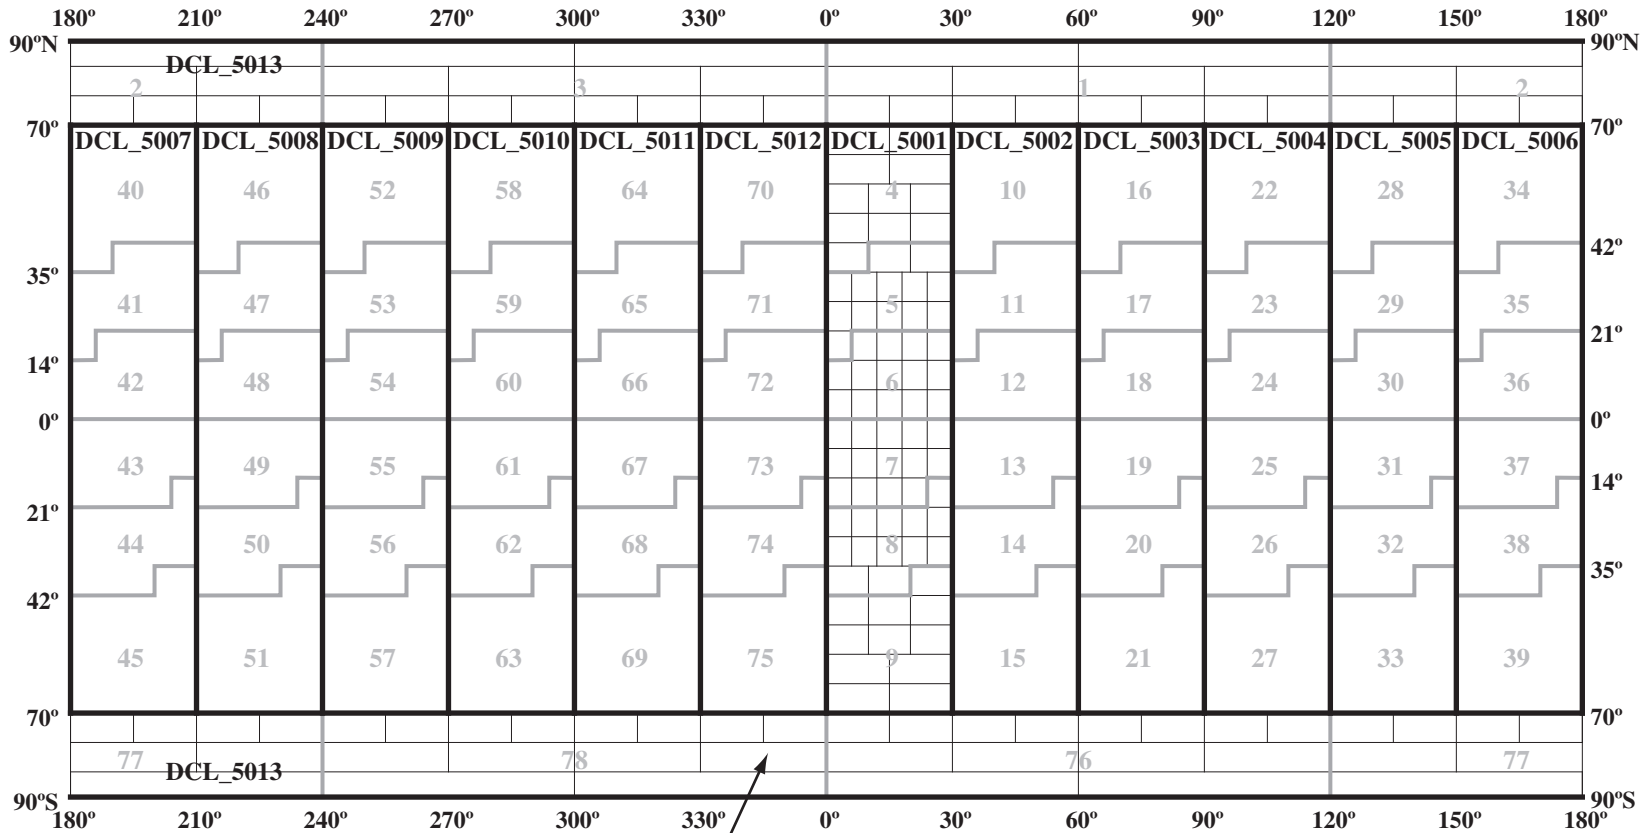 180º 210º 240º 270º 300º 330º 0º 30º 60º 90º 120º 150º 180º
90ºN 90ºN
DCL_5013
2 3 1 2
70º 70º
DCL_5007 DCL_5008 DCL_5009 DCL_5010 DCL_5011 DCL_5012 DCL_5001 DCL_5002 DCL_5003 DCL_5004 DCL_5005 DCL_5006
40 46 52 58 64 70 4 10 16 22 28 34
42º
35º
41 47 53 59 65 71 5 11 17 23 29 35
21º
14º
42 48 54 60 66 72 6 12 18 24 30 36
0º 0º
43 49 55 61 67 73 7 13 19 25 31 37
14º
21º
44 50 56 62 68 74 8 14 20 26 32 38
35º
42º
45 51 57 63 69 75 9 15 21 27 33 39
70º 70º
77 78 76 77
DCL_5013
90ºS 90ºS
180º 210º 240º 270º 300º 330º 0º 30º 60º 90º 120º 150º 180º